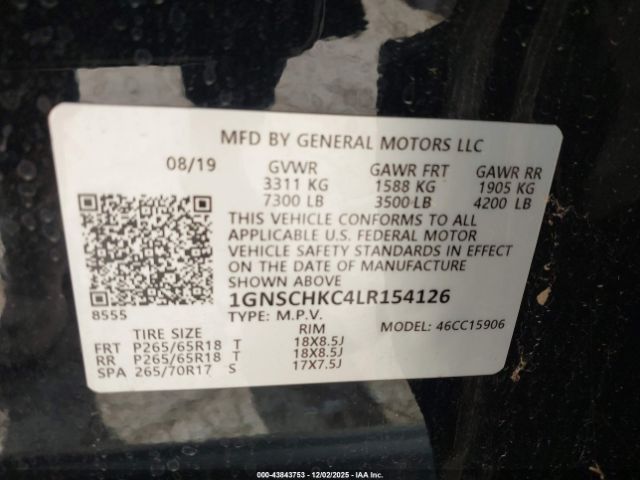 MFD BY GENERAL MOTORS LLC
08/19 GVWR GAWR FRT GAWR RR
3311 KG 1588 KG 1905 KG
7300 LB 3500 LB 4200 LB
THIS VEHICLE CONFORMS TO ALL
APPLICABLE U.S. FEDERAL MOTOR
VEHICLE SAFETY STANDARDS IN EFFECT
ON THE DATE OF MANUFACTURE
SHOWN ABOVE
1GNSCHKC4LR154126
8555 TYPE: M.P.V. MODEL: 46CC15906
TIRE SIZE RIM
FRT P265/65R18 T 18X8.5J
RR P265/65R18 T 18X8.5J
SPA 265/70R17 S 17X7.5J
000-43843753 - 12/02/2025 - IAA Inc.